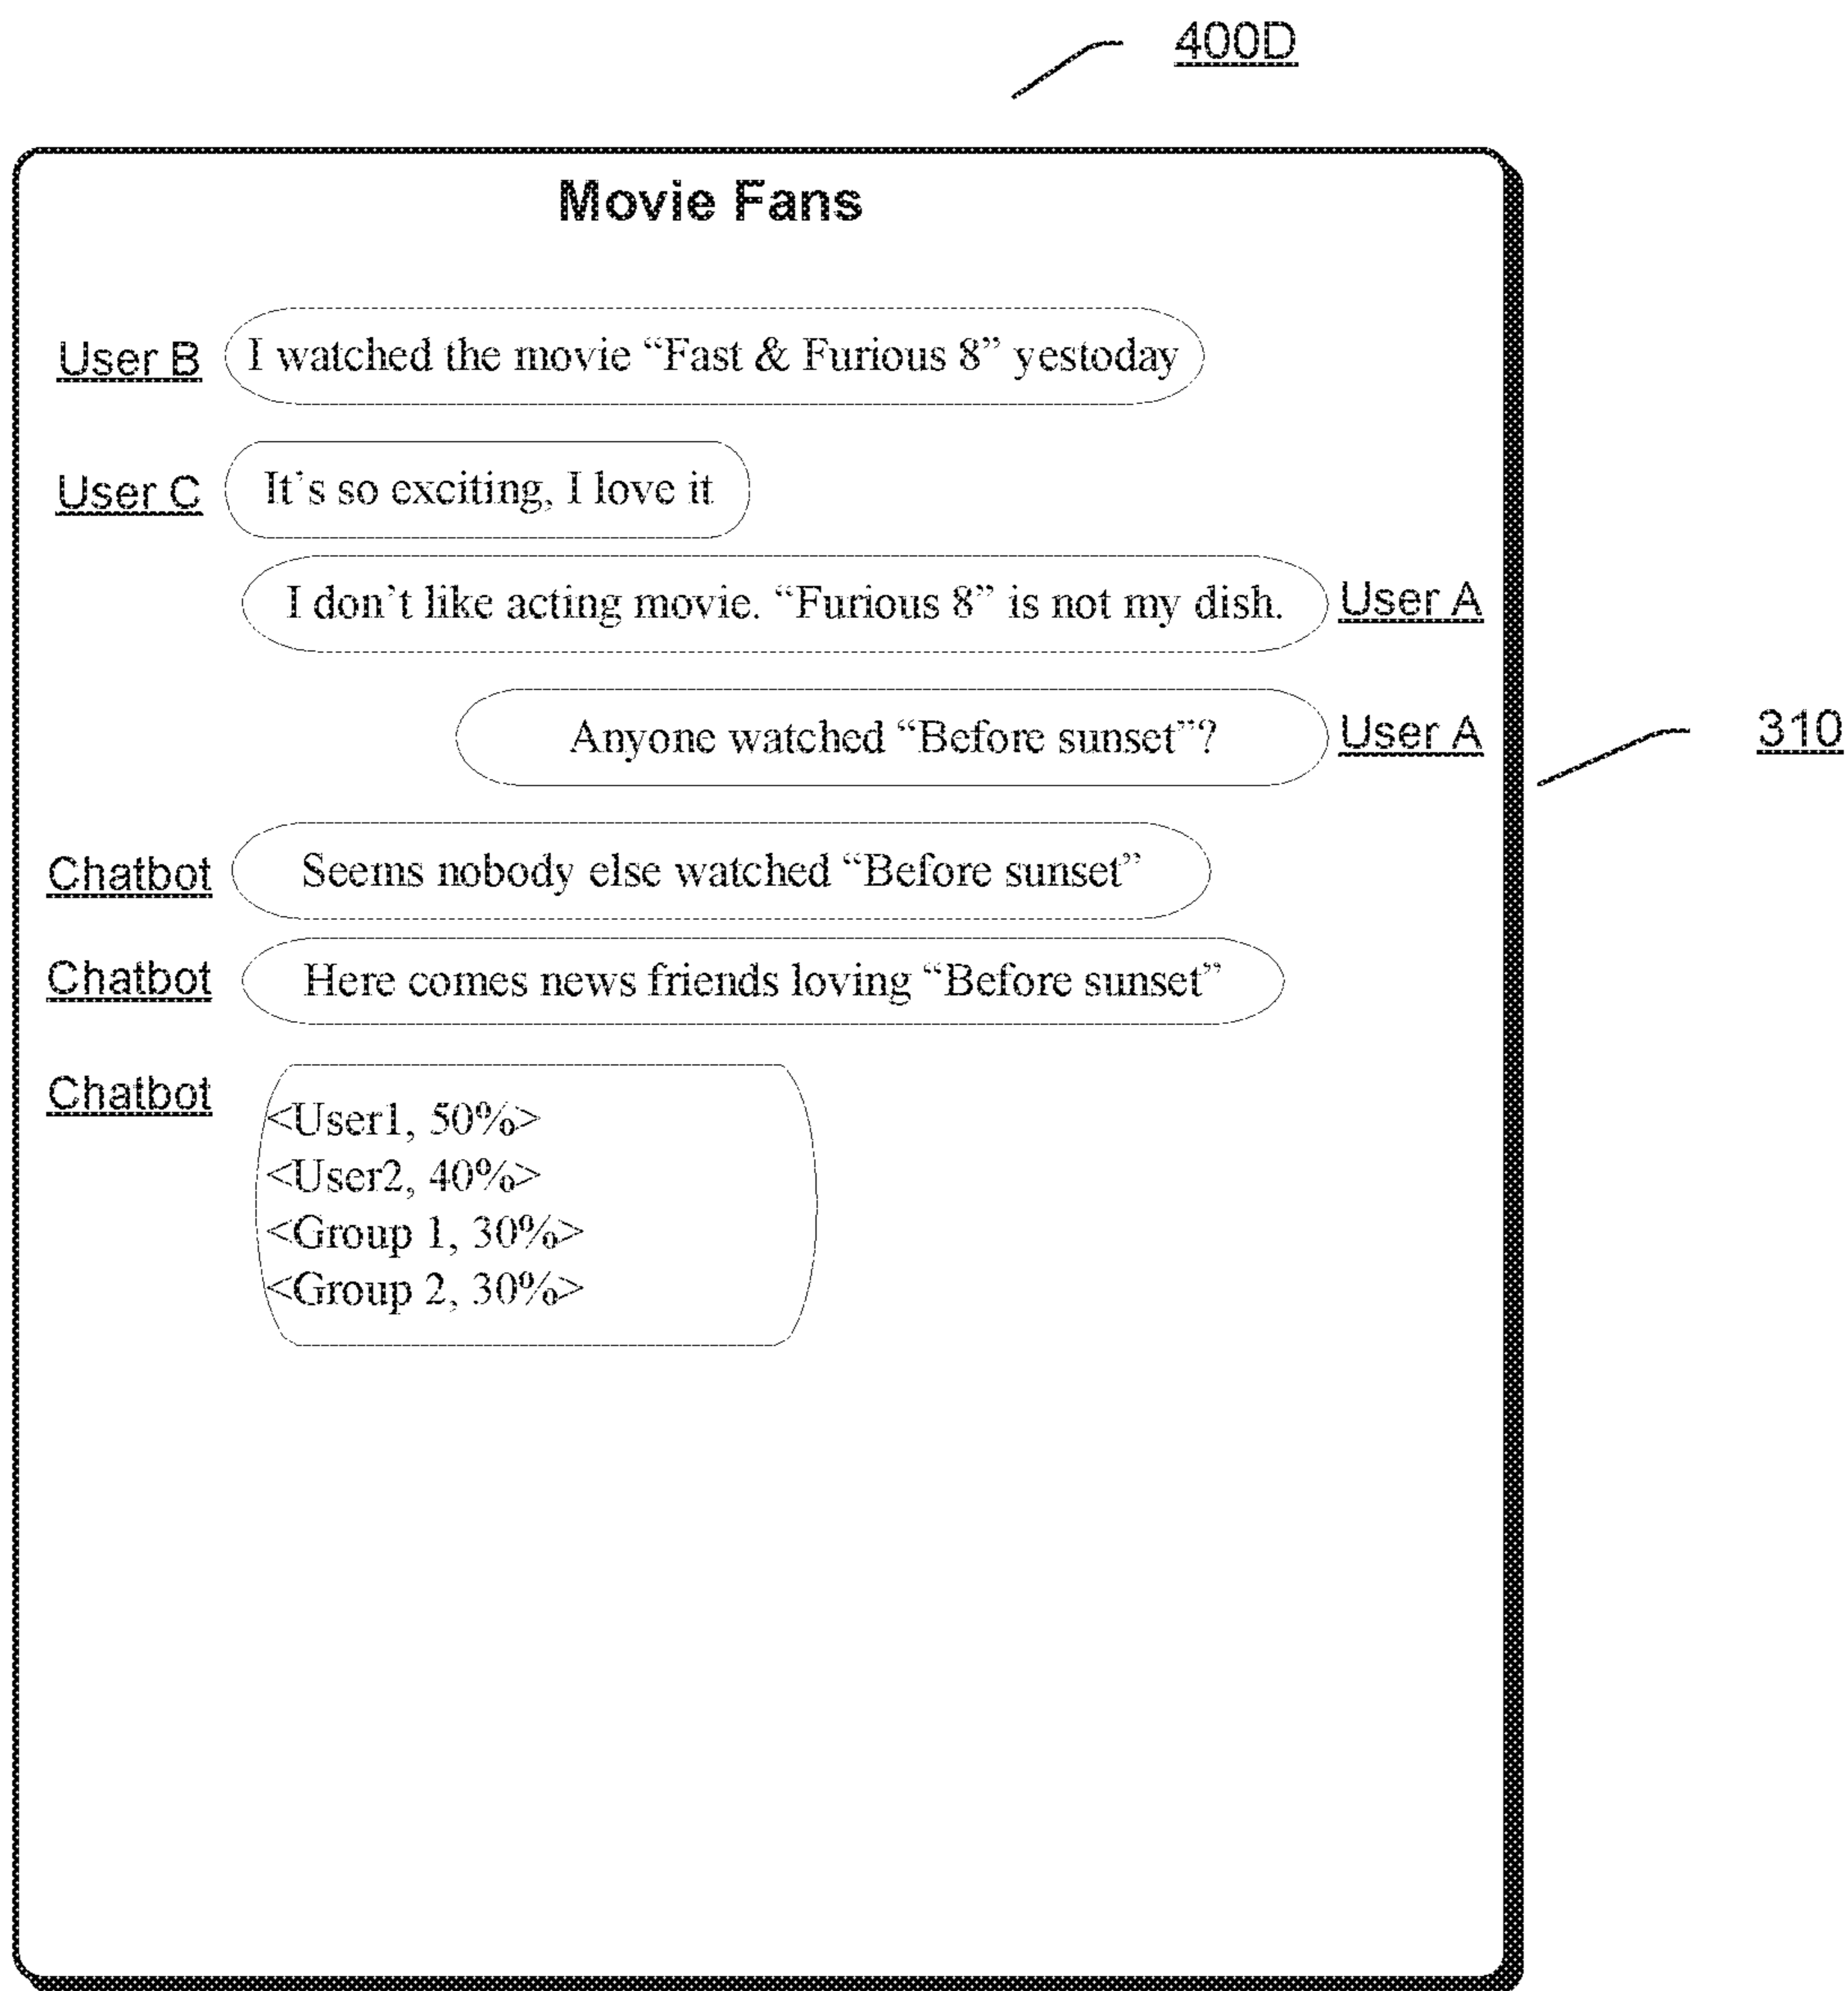 400D
Movie Fans
User B I watched the movie “Fast & Furious 8” yestoday
User C It’s so exciting, I love it
I don’t like acting movie. “Furious 8” is not my dish. User A
Anyone watched “Before sunset”? User A
310
Chatbot Seems nobody else watched “Before sunset”
Chatbot Here comes news friends loving “Before sunset”
Chatbot
<User1, 50%>
<User2, 40%>
<Group 1, 30%>
<Group 2, 30%>